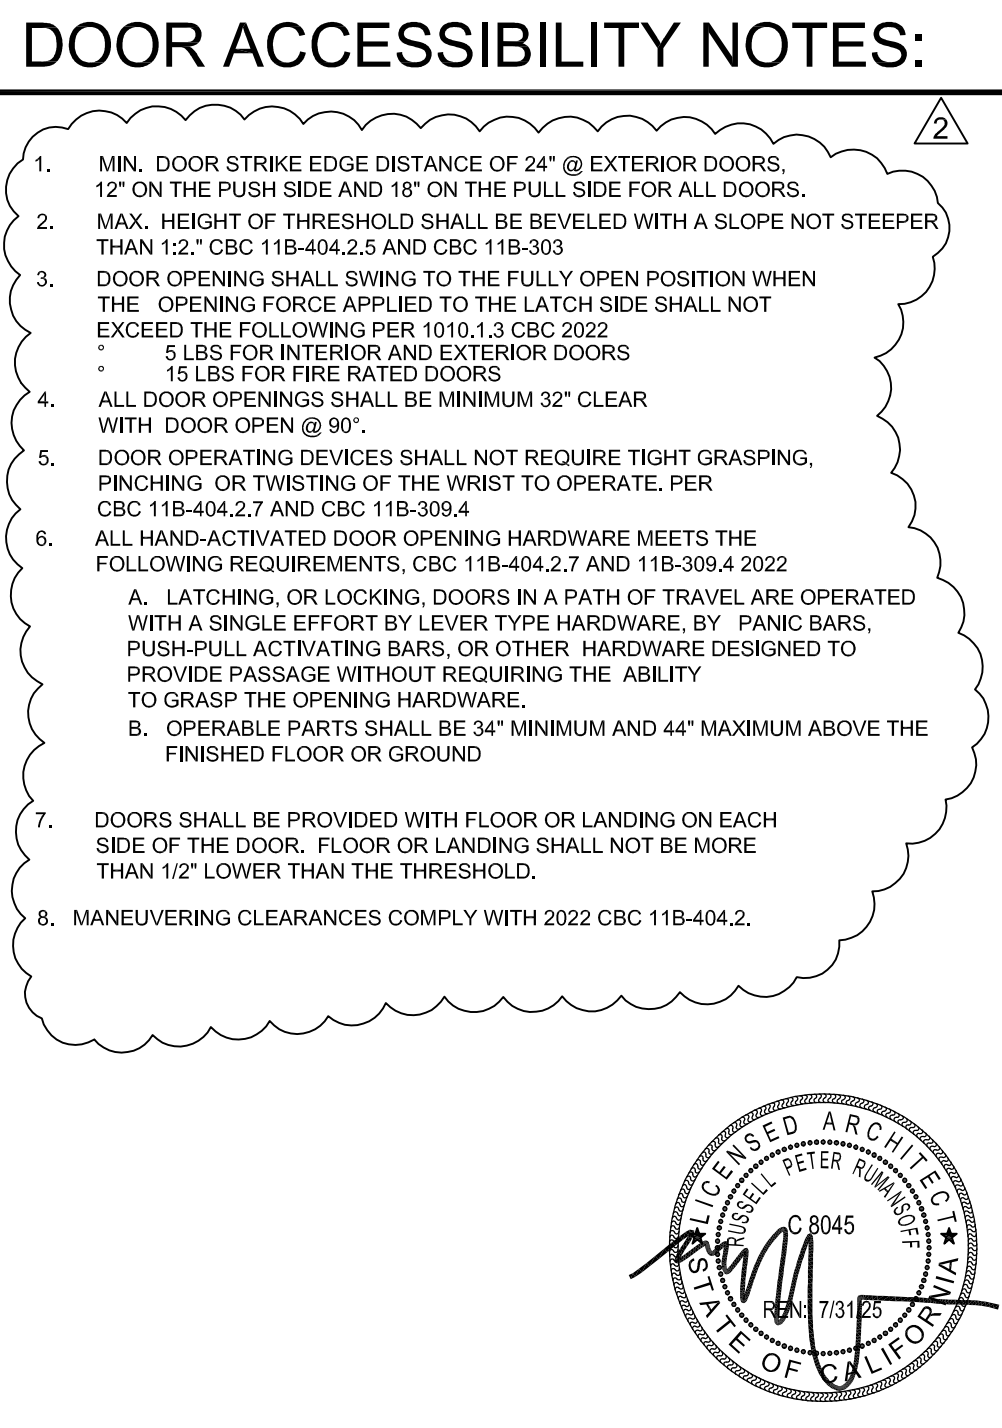 DOOR ACCESSIBILITY NOTES:
2
1. MIN. DOOR STRIKE EDGE DISTANCE OF 24" @ EXTERIOR DOORS,
12" ON THE PUSH SIDE AND 18" ON THE PULL SIDE FOR ALL DOORS.
2. MAX. HEIGHT OF THRESHOLD SHALL BE BEVELED WITH A SLOPE NOT STEEPER
THAN 1:2." CBC 11B-404.2.5 AND CBC 11B-303
3. DOOR OPENING SHALL SWING TO THE FULLY OPEN POSITION WHEN
THE OPENING FORCE APPLIED TO THE LATCH SIDE SHALL NOT
EXCEED THE FOLLOWING PER 1010.1.3 CBC 2022
° 5 LBS FOR INTERIOR AND EXTERIOR DOORS
° 15 LBS FOR FIRE RATED DOORS
4. ALL DOOR OPENINGS SHALL BE MINIMUM 32" CLEAR
WITH DOOR OPEN @ 90°.
5. DOOR OPERATING DEVICES SHALL NOT REQUIRE TIGHT GRASPING,
PINCHING OR TWISTING OF THE WRIST TO OPERATE. PER
CBC 11B-404.2.7 AND CBC 11B-309.4
6. ALL HAND-ACTIVATED DOOR OPENING HARDWARE MEETS THE
FOLLOWING REQUIREMENTS, CBC 11B-404.2.7 AND 11B-309.4 2022
A. LATCHING, OR LOCKING, DOORS IN A PATH OF TRAVEL ARE OPERATED
WITH A SINGLE EFFORT BY LEVER TYPE HARDWARE, BY PANIC BARS,
PUSH-PULL ACTIVATING BARS, OR OTHER HARDWARE DESIGNED TO
PROVIDE PASSAGE WITHOUT REQUIRING THE ABILITY
TO GRASP THE OPENING HARDWARE.
B. OPERABLE PARTS SHALL BE 34" MINIMUM AND 44" MAXIMUM ABOVE THE
FINISHED FLOOR OR GROUND
7. DOORS SHALL BE PROVIDED WITH FLOOR OR LANDING ON EACH
SIDE OF THE DOOR. FLOOR OR LANDING SHALL NOT BE MORE
THAN 1/2" LOWER THAN THE THRESHOLD.
8. MANEUVERING CLEARANCES COMPLY WITH 2022 CBC 11B-404.2.
LICENSED ARCHITECT
RUSSELL PETER RUMANSOFF
C 8045
REN: 7/31/25
STATE OF CALIFORNIA